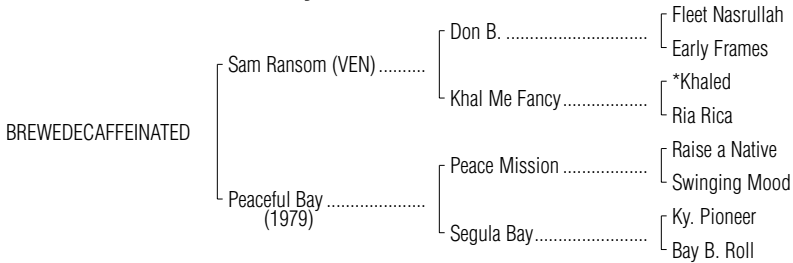 Fleet Nasrullah
Don B. ..............................
Early Frames
Sam Ransom (VEN) ..........
*Khaled
Khal Me Fancy..................
Ria Rica
BREWEDECAFFEINATED
Raise a Native
Peace Mission ..................
Swinging Mood
Peaceful Bay .....................
(1979)
Ky. Pioneer
Segula Bay........................
Bay B. Roll